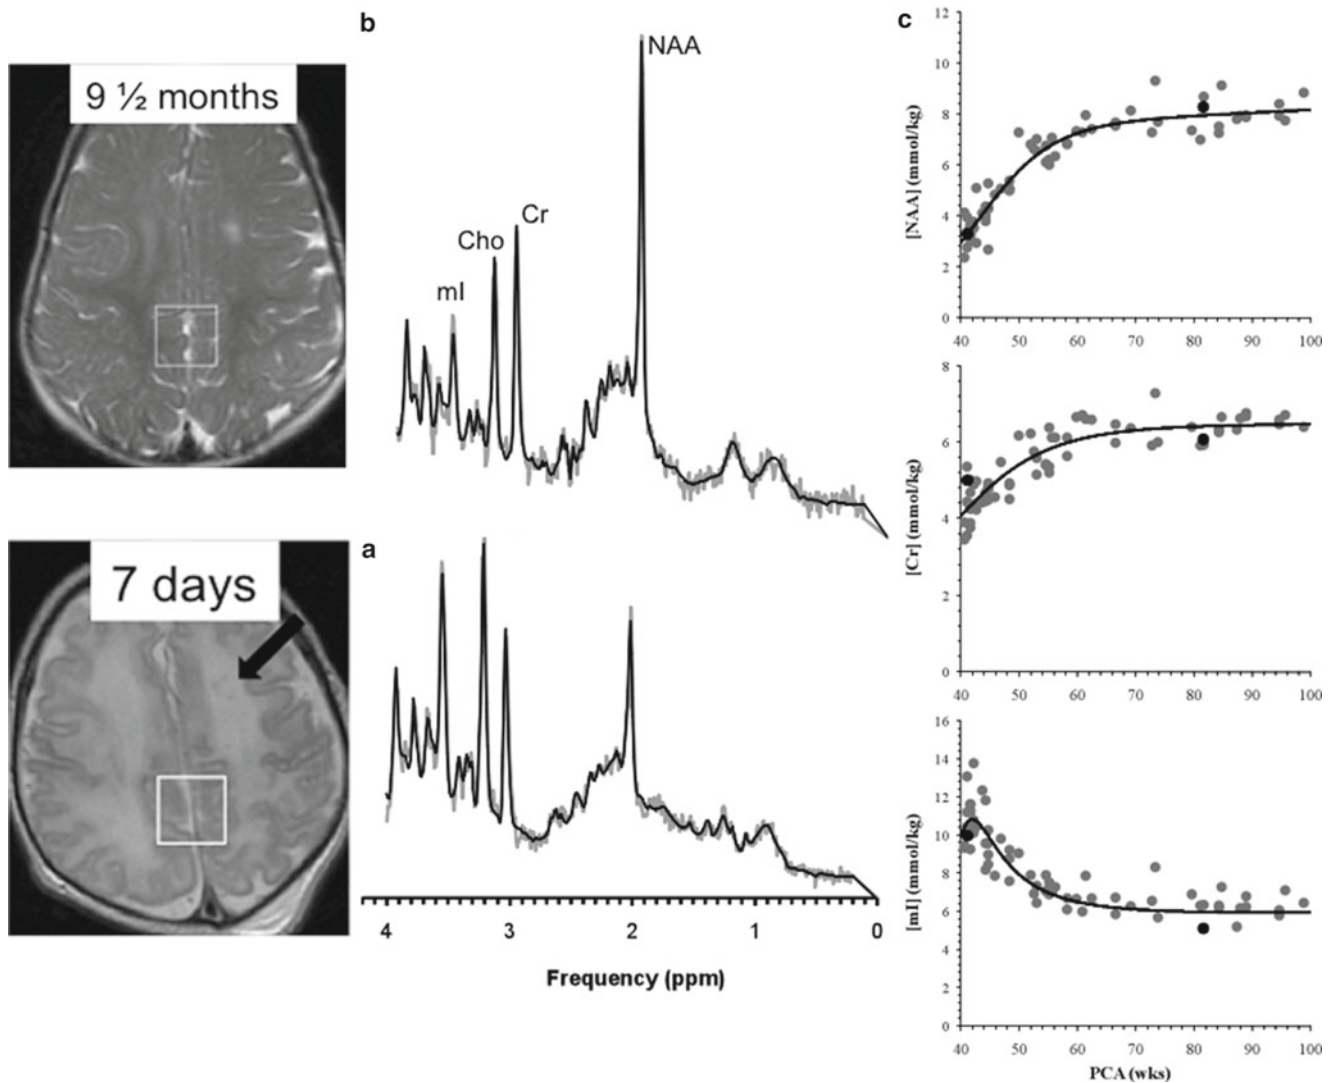 9 ½ months
b
NAA
Cr
Cho
mI
7 days
a
4 3 2 1 0
Frequency (ppm)
c
12
10
8
6
4
2
0
[NAA] (mmol/kg)
40 50 60 70 80 90 100
8
6
4
2
0
[Cr] (mmol/kg)
40 50 60 70 80 90 100
16
14
12
10
8
6
4
2
0
[mI] (mmol/kg)
40 50 60 70 80 90 100
PCA (wks)